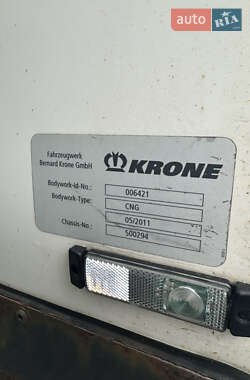 AUTO RIA
Fahrzeugwerk
Bernard Krone GmbH
KRONE
Bodywork-Id-No.: 006421
Bodywork-Type: CNG
05/2011
Chassis-No.: 500294